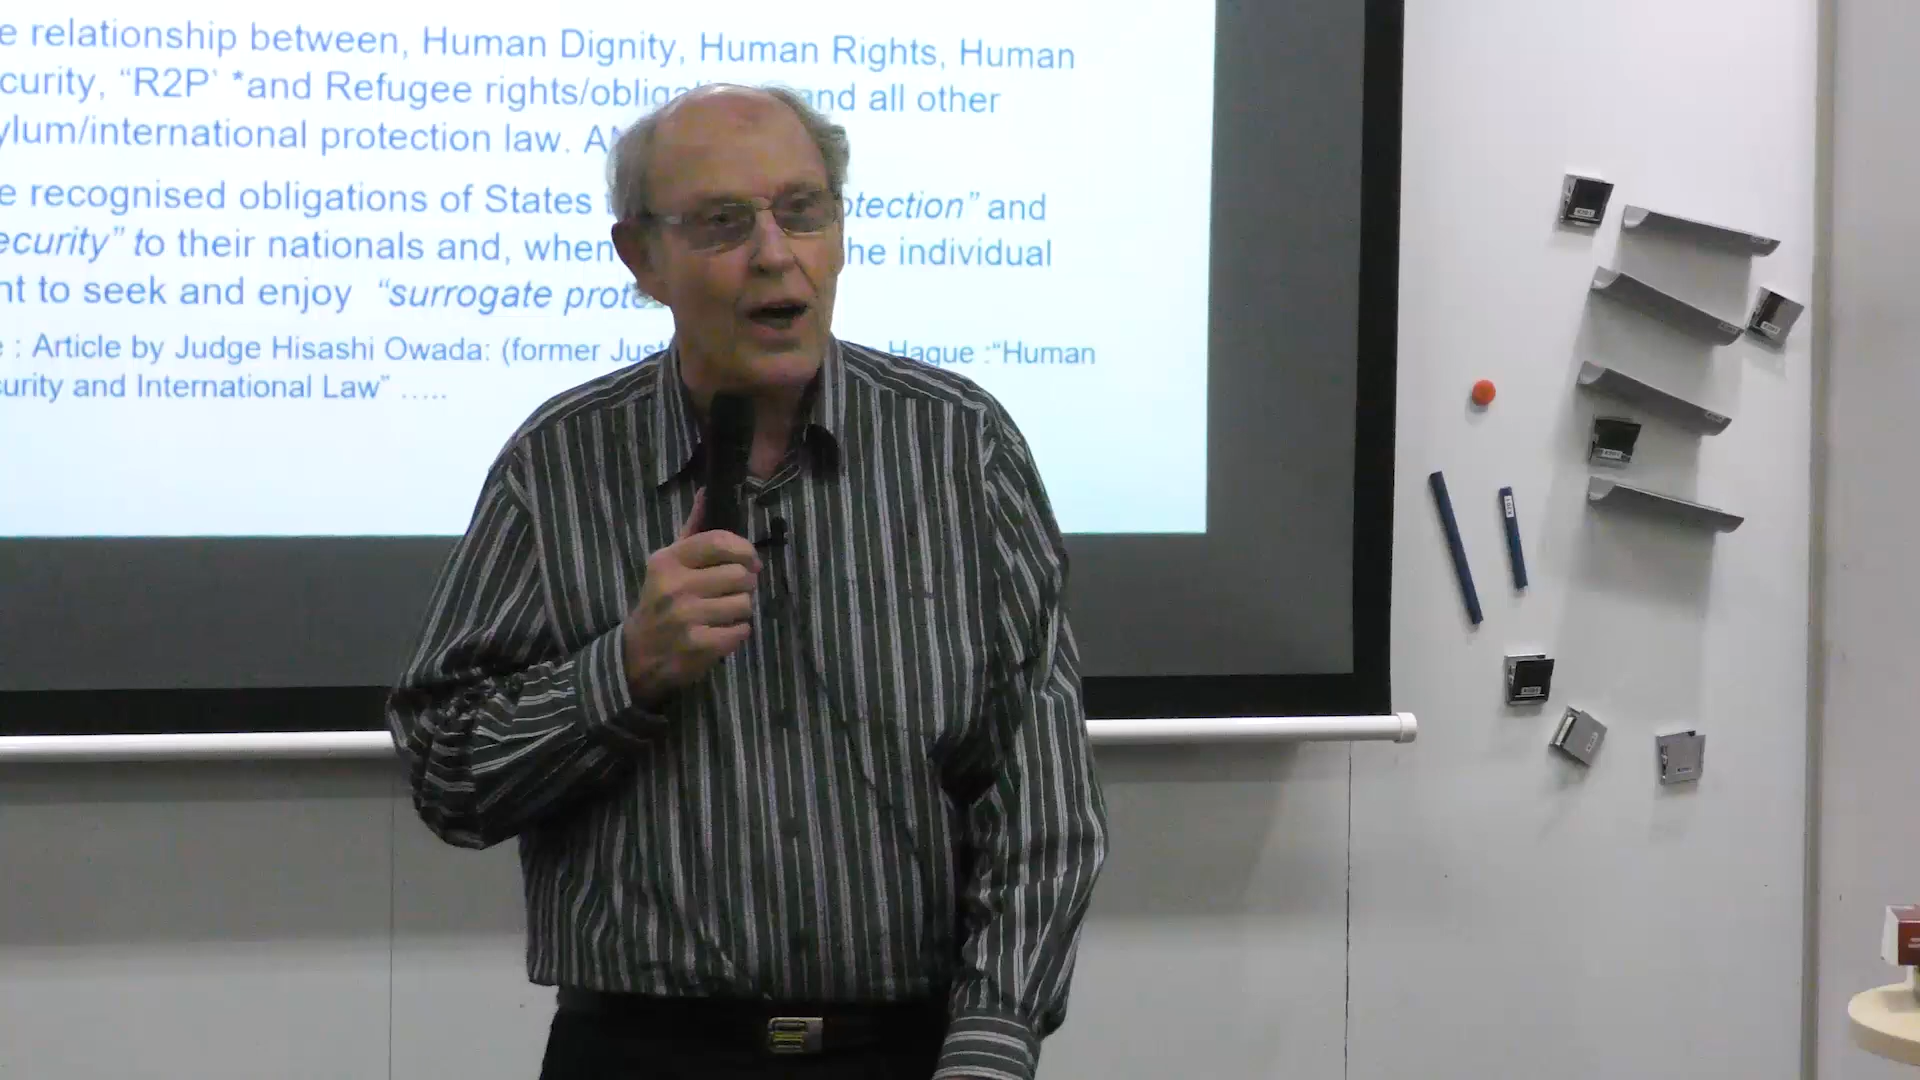 e relationship between, Human Dignity, Human Rights, Human
curity, “R2P‛ *and Refugee rights/obliga and all other
ylum/international protection law. A
e recognised obligations of States otection” and
ecurity” to their nationals and, when he individual
nt to seek and enjoy “surrogate prote
: Article by Judge Hisashi Owada: (former Just Hague :“Human
urity and International Law” …..